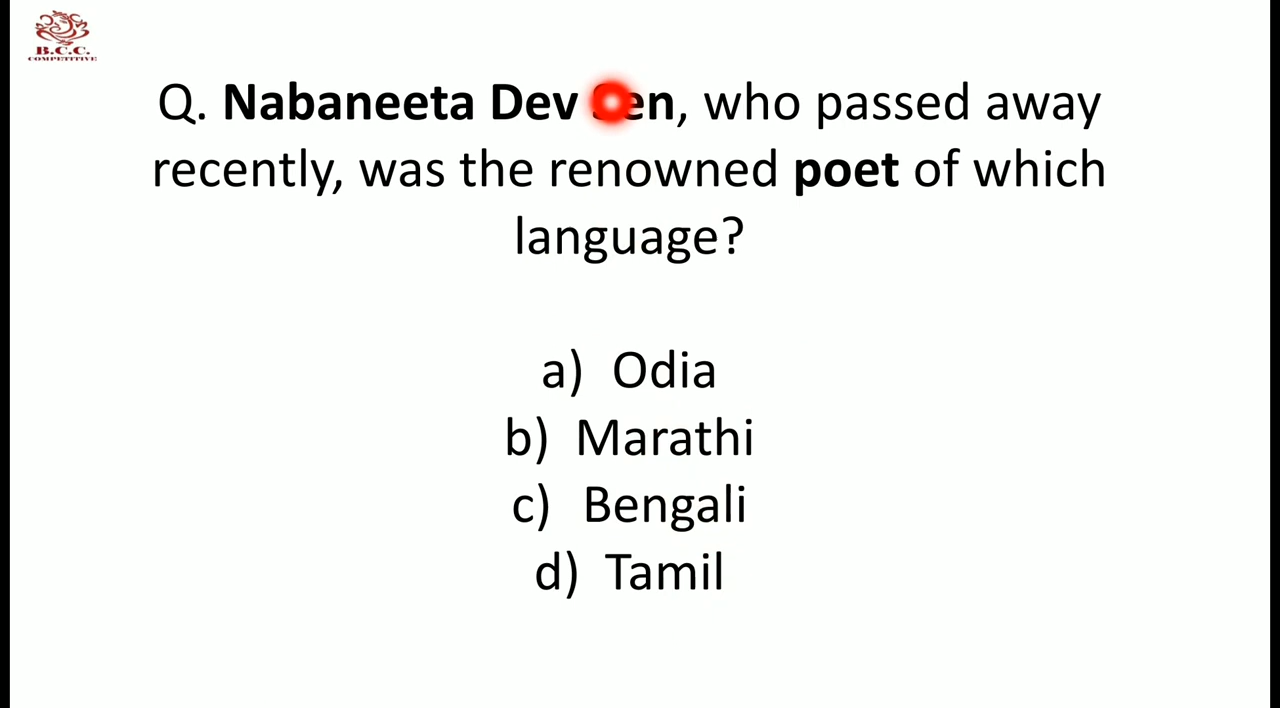 B.C.C.
COMPETITIVE
Q. Nabaneeta Dev Sen, who passed away
recently, was the renowned poet of which
language?
a) Odia
b) Marathi
c) Bengali
d) Tamil